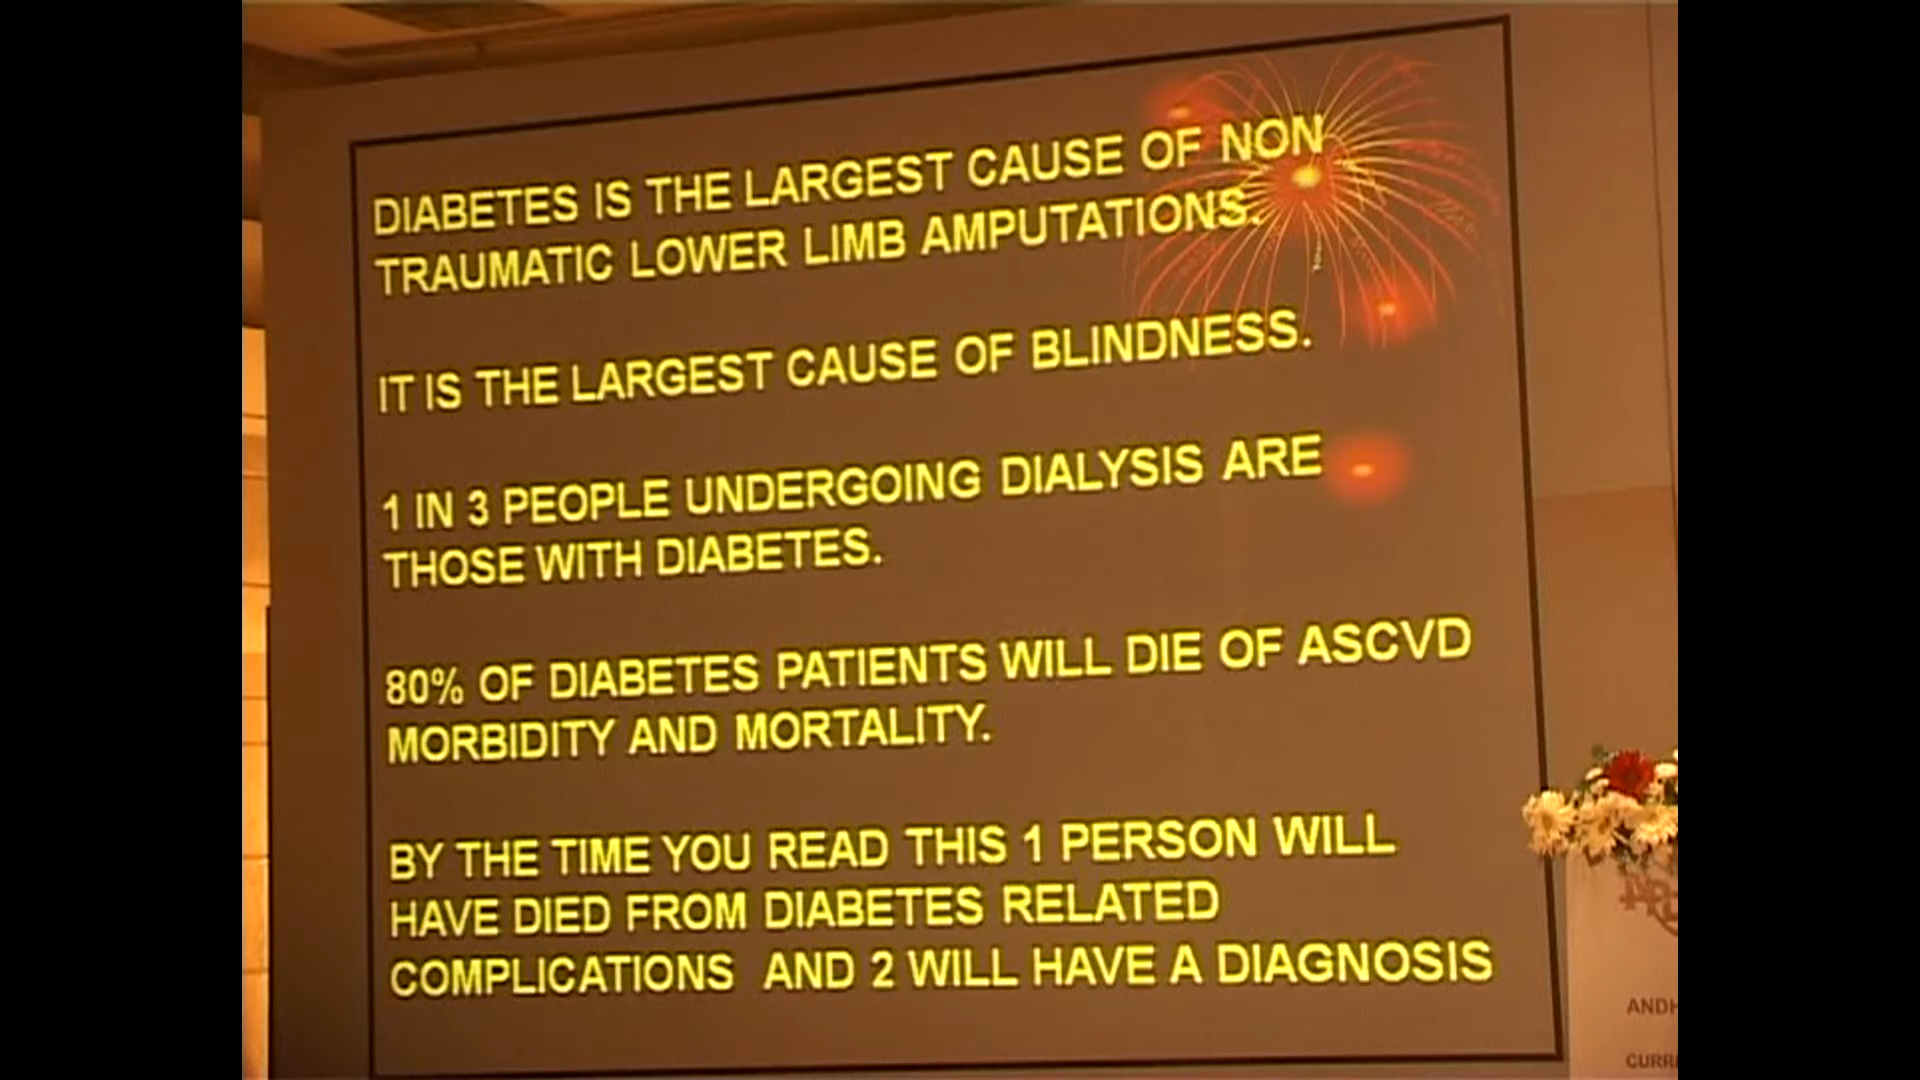 DIABETES IS THE LARGEST CAUSE OF NON
TRAUMATIC LOWER LIMB AMPUTATIONS.
IT IS THE LARGEST CAUSE OF BLINDNESS.
1 IN 3 PEOPLE UNDERGOING DIALYSIS ARE
THOSE WITH DIABETES.
80% OF DIABETES PATIENTS WILL DIE OF ASCVD
MORBIDITY AND MORTALITY.
BY THE TIME YOU READ THIS 1 PERSON WILL
HAVE DIED FROM DIABETES RELATED
COMPLICATIONS AND 2 WILL HAVE A DIAGNOSIS